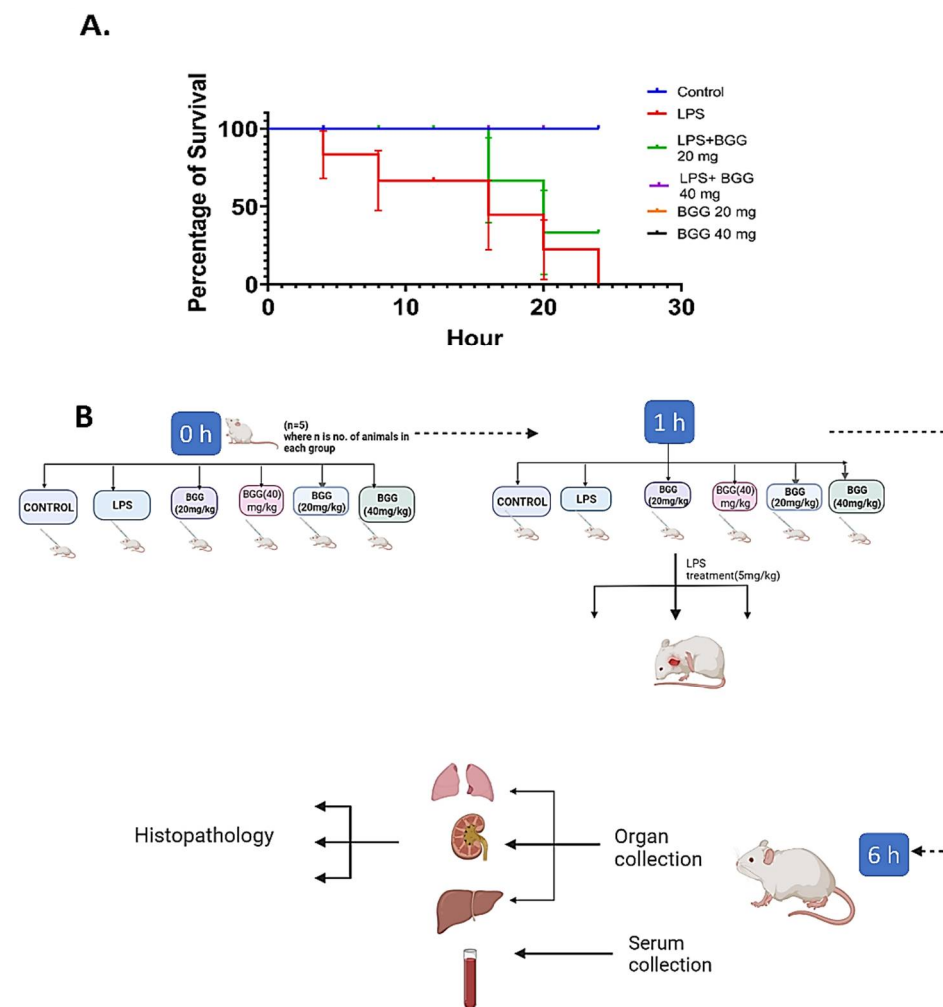 A.
Percentage of Survival
100
50
0
0
10
20
30
Hour
Control
LPS
LPS+BGG
20 mg
LPS+ BGG
40 mg
BGG 20 mg
BGG 40 mg
B
0 h
(n=5)
where n is no. of animals in
each group
1 h
CONTROL
LPS
BGG
(20mg/kg
BGG(40)
mg/kg
BGG
(20mg/kg)
BGG
(40mg/kg)
CONTROL
LPS
BGG
(20mg/kg
BGG(40)
mg/kg
BGG
(20mg/kg)
BGG
(40mg/kg)
LPS
treatment(5mg/kg)
Histopathology
Organ
collection
6 h
Serum
collection